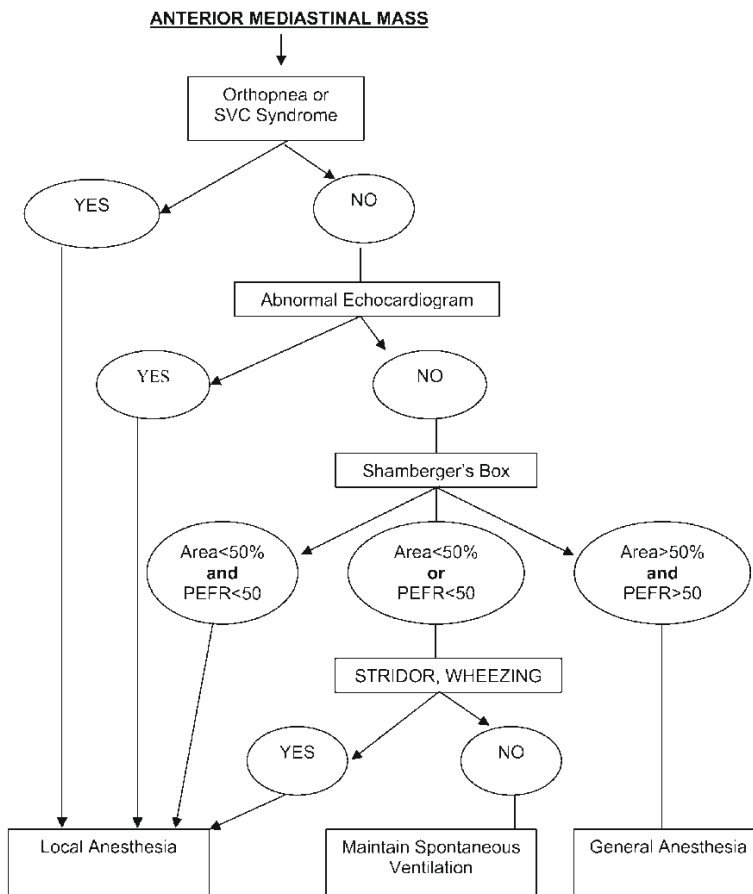 ANTERIOR MEDIASTINAL MASS
Orthopnea or
SVC Syndrome
YES
NO
Abnormal Echocardiogram
YES
NO
Shamberger's Box
Area<50%
and
PEFR<50
Area<50%
or
PEFR<50
Area>50%
and
PEFR>50
STRIDOR, WHEEZING
YES
NO
Local Anesthesia
Maintain Spontaneous
Ventilation
General Anesthesia